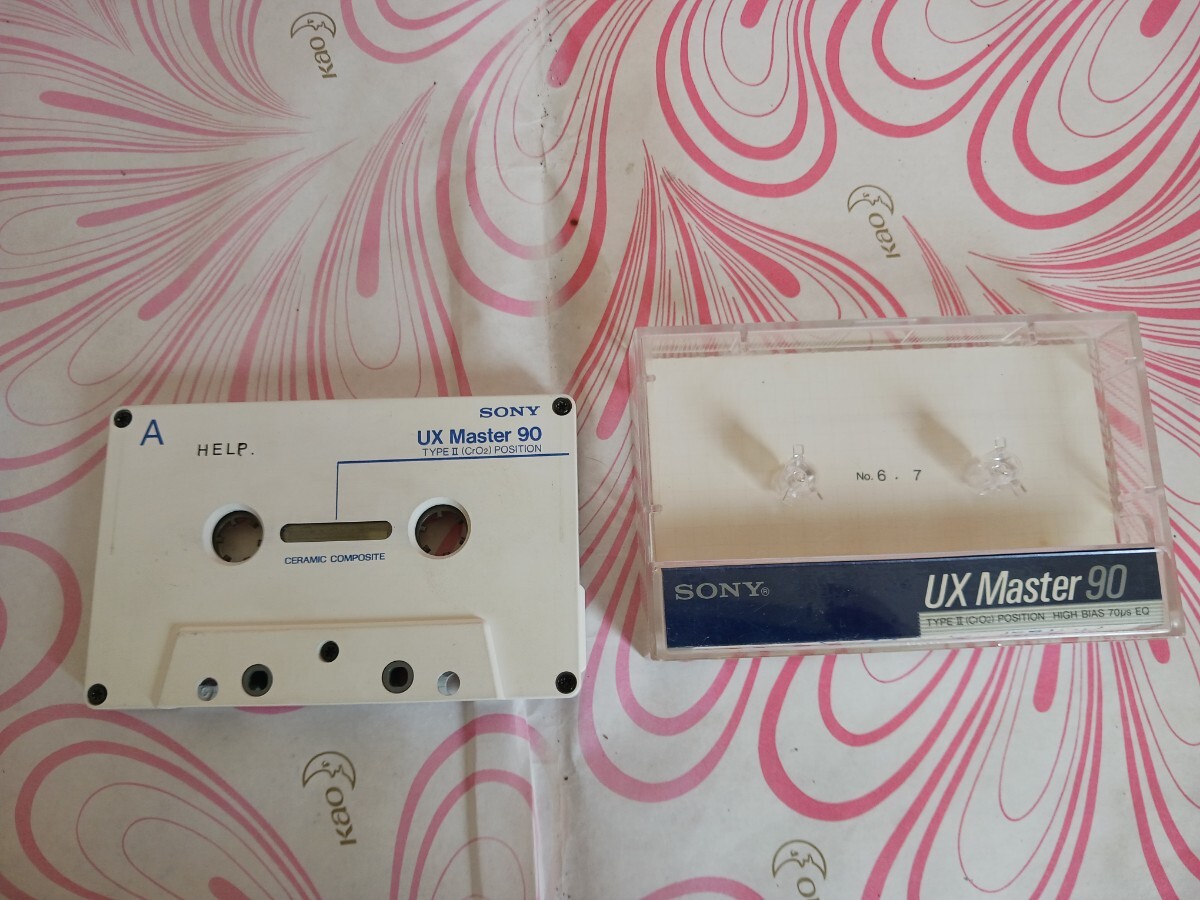 Kao
Kao
A
HELP.
SONY
UX Master 90
TYPE II (CrO2) POSITION
CERAMIC COMPOSITE
No. 6 . 7
SONY®
UX Master 90
TYPE II (CrO2) POSITION HIGH BIAS 70μs EQ
Kao